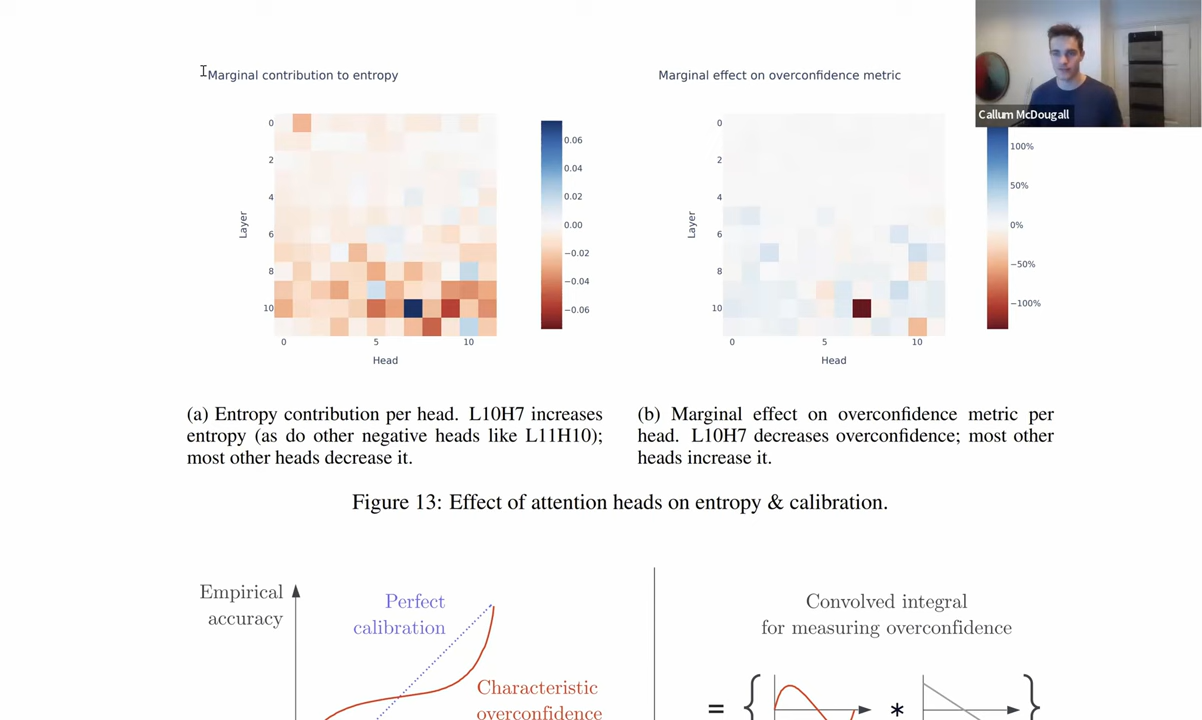 Marginal contribution to entropy
0
2
4
6
8
10
Layer
0
5
10
Head
0.06
0.04
0.02
0.00
−0.02
−0.04
−0.06
Marginal effect on overconfidence metric
0
2
4
6
8
10
Layer
0
5
10
Head
100%
50%
0%
−50%
−100%
Callum McDougall
(a) Entropy contribution per head. L10H7 increases
entropy (as do other negative heads like L11H10);
most other heads decrease it.
(b) Marginal effect on overconfidence metric per
head. L10H7 decreases overconfidence; most other
heads increase it.
Figure 13: Effect of attention heads on entropy & calibration.
Empirical
accuracy
Perfect
calibration
Characteristic
overconfidence
Convolved integral
for measuring overconfidence
= { * }